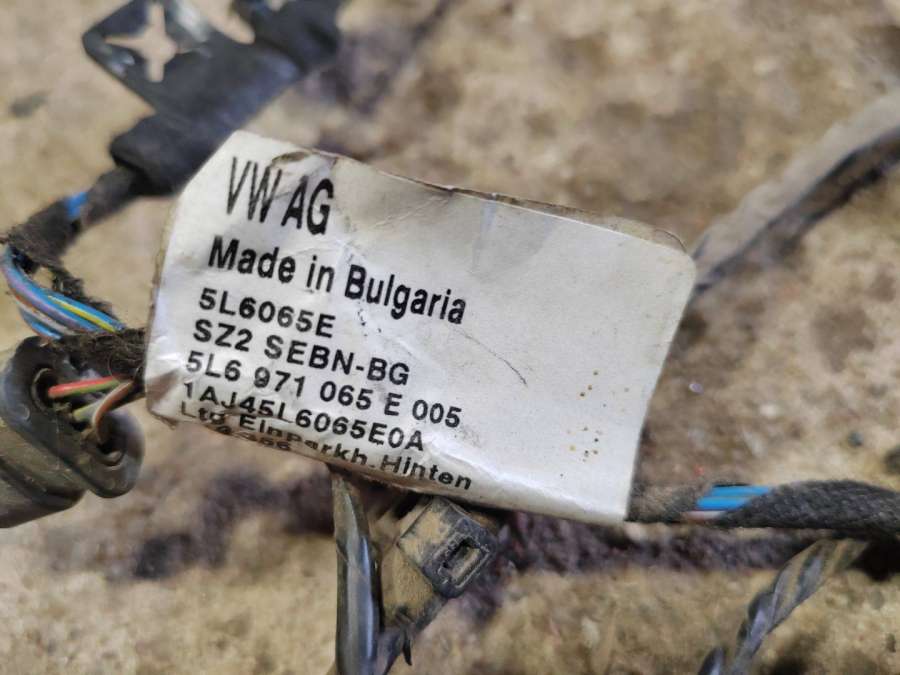 VW AG
Made in Bulgaria
5L6065E
SZ2 SEBN-BG
5L6 971 065 E 005
1AJ45L6065E0A
Ltg.Einparkh.Hinten